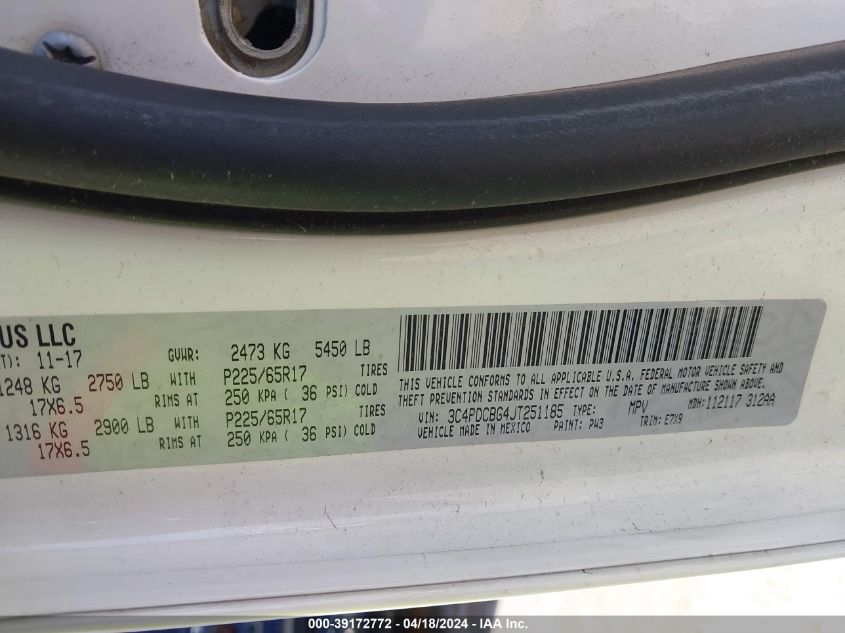 US LLC
T): 11-17 GVWR: 2473 KG 5450 LB
1248 KG 2750 LB WITH P225/65R17 TIRES
17X6.5 RIMS AT 250 KPA ( 36 PSI) COLD
1316 KG 2900 LB WITH P225/65R17 TIRES
17X6.5 RIMS AT 250 KPA ( 36 PSI) COLD
THIS VEHICLE CONFORMS TO ALL APPLICABLE U.S.A. FEDERAL MOTOR VEHICLE SAFETY AND
THEFT PREVENTION STANDARDS IN EFFECT ON THE DATE OF MANUFACTURE SHOWN ABOVE.
VIN: 3C4PDCBG4JT251185 TYPE: MPV MDH: 112117 312AA
VEHICLE MADE IN MEXICO PAINT: PW3 TRIM: E7X9
000-39172772 - 04/18/2024 - IAA Inc.